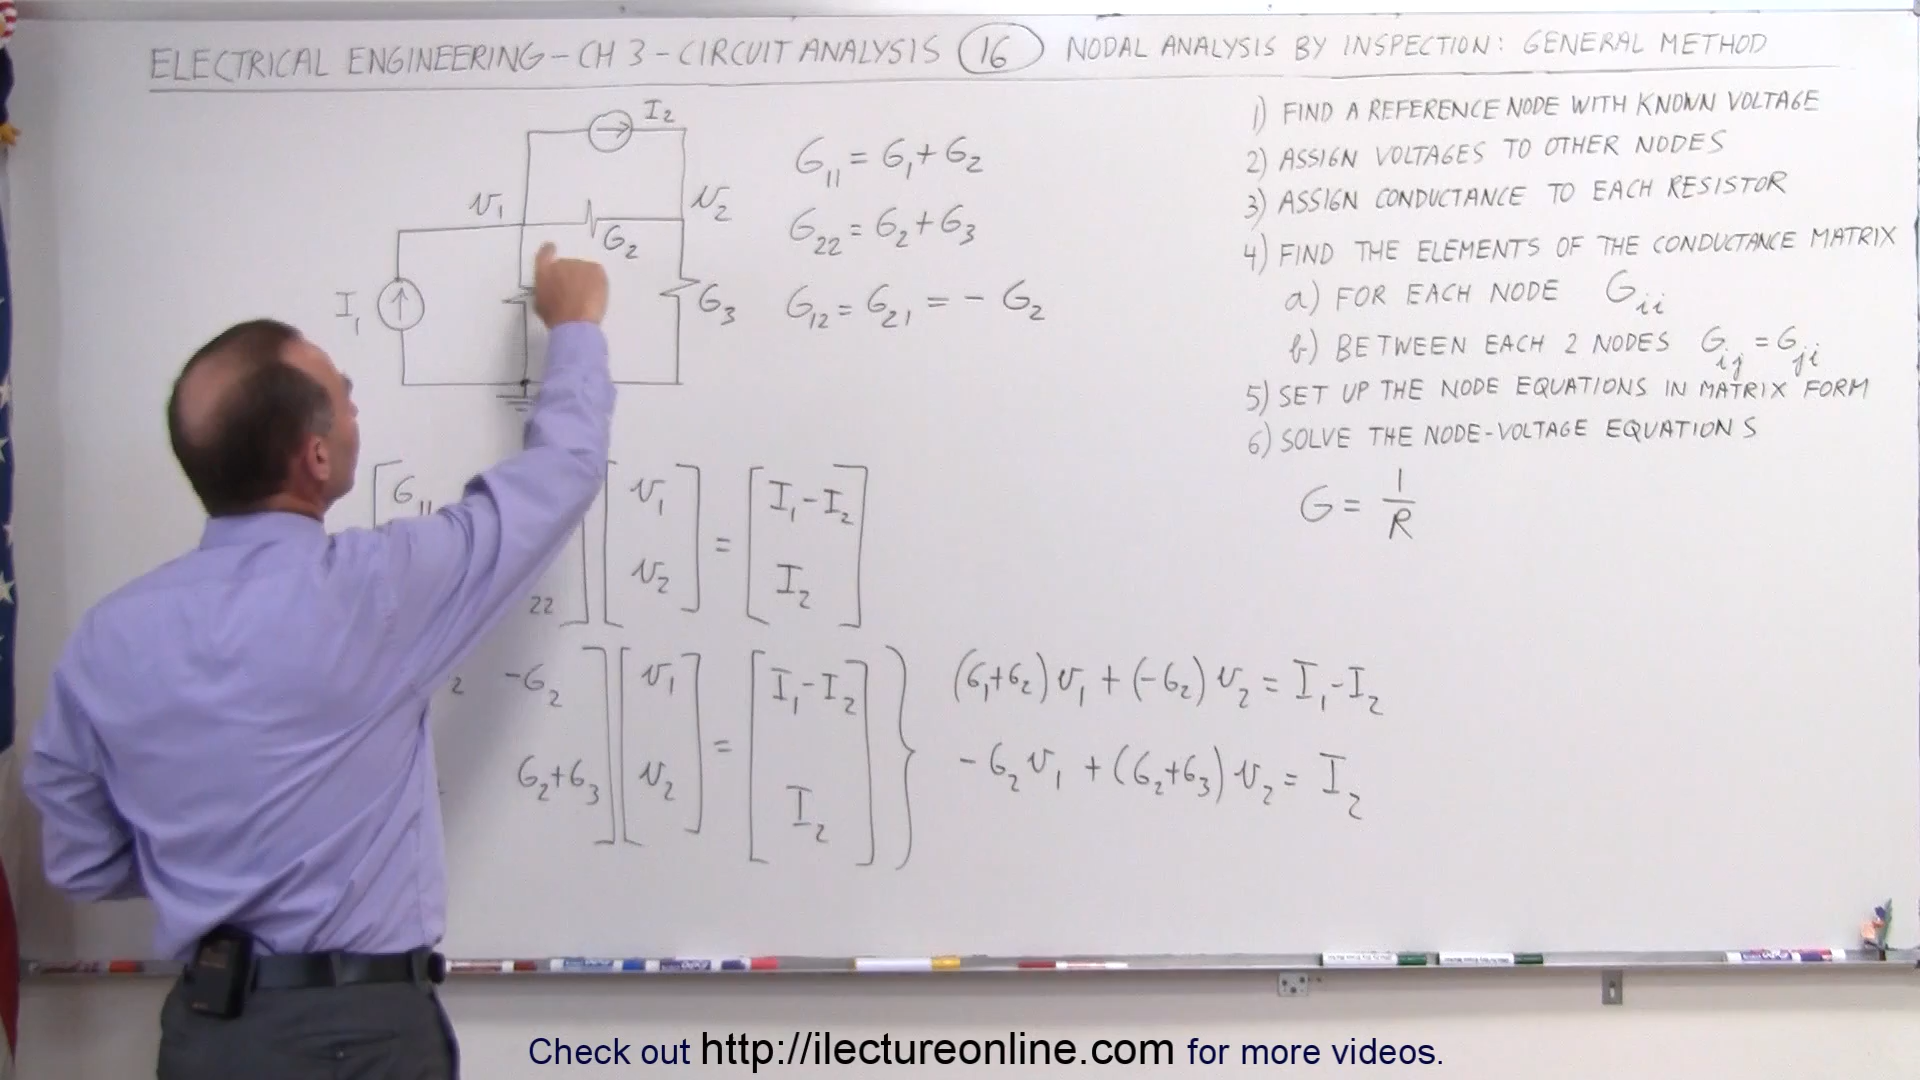 ELECTRICAL ENGINEERING - CH 3 - CIRCUIT ANALYSIS 16 NODAL ANALYSIS BY INSPECTION: GENERAL METHOD
I₂
v₁
v₂
G₂
I₁
G₃
G₁₁ = G₁ + G₂
G₂₂ = G₂ + G₃
G₁₂ = G₂₁ = - G₂
1) FIND A REFERENCE NODE WITH KNOWN VOLTAGE
2) ASSIGN VOLTAGES TO OTHER NODES
3) ASSIGN CONDUCTANCE TO EACH RESISTOR
4) FIND THE ELEMENTS OF THE CONDUCTANCE MATRIX
a) FOR EACH NODE Gᵢᵢ
b) BETWEEN EACH 2 NODES Gᵢⱼ = Gⱼᵢ
5) SET UP THE NODE EQUATIONS IN MATRIX FORM
6) SOLVE THE NODE-VOLTAGE EQUATIONS
G = 1/R
[G₁₁ ] [v₁] = [I₁-I₂]
[ ₂₂] [v₂] [I₂]
[ ₂ -G₂] [v₁] = [I₁-I₂] } (G₁+G₂) v₁ + (-G₂) v₂ = I₁-I₂
[ G₂+G₃] [v₂] [I₂] - G₂ v₁ + (G₂+G₃) v₂ = I₂
Check out http://ilectureonline.com for more videos.